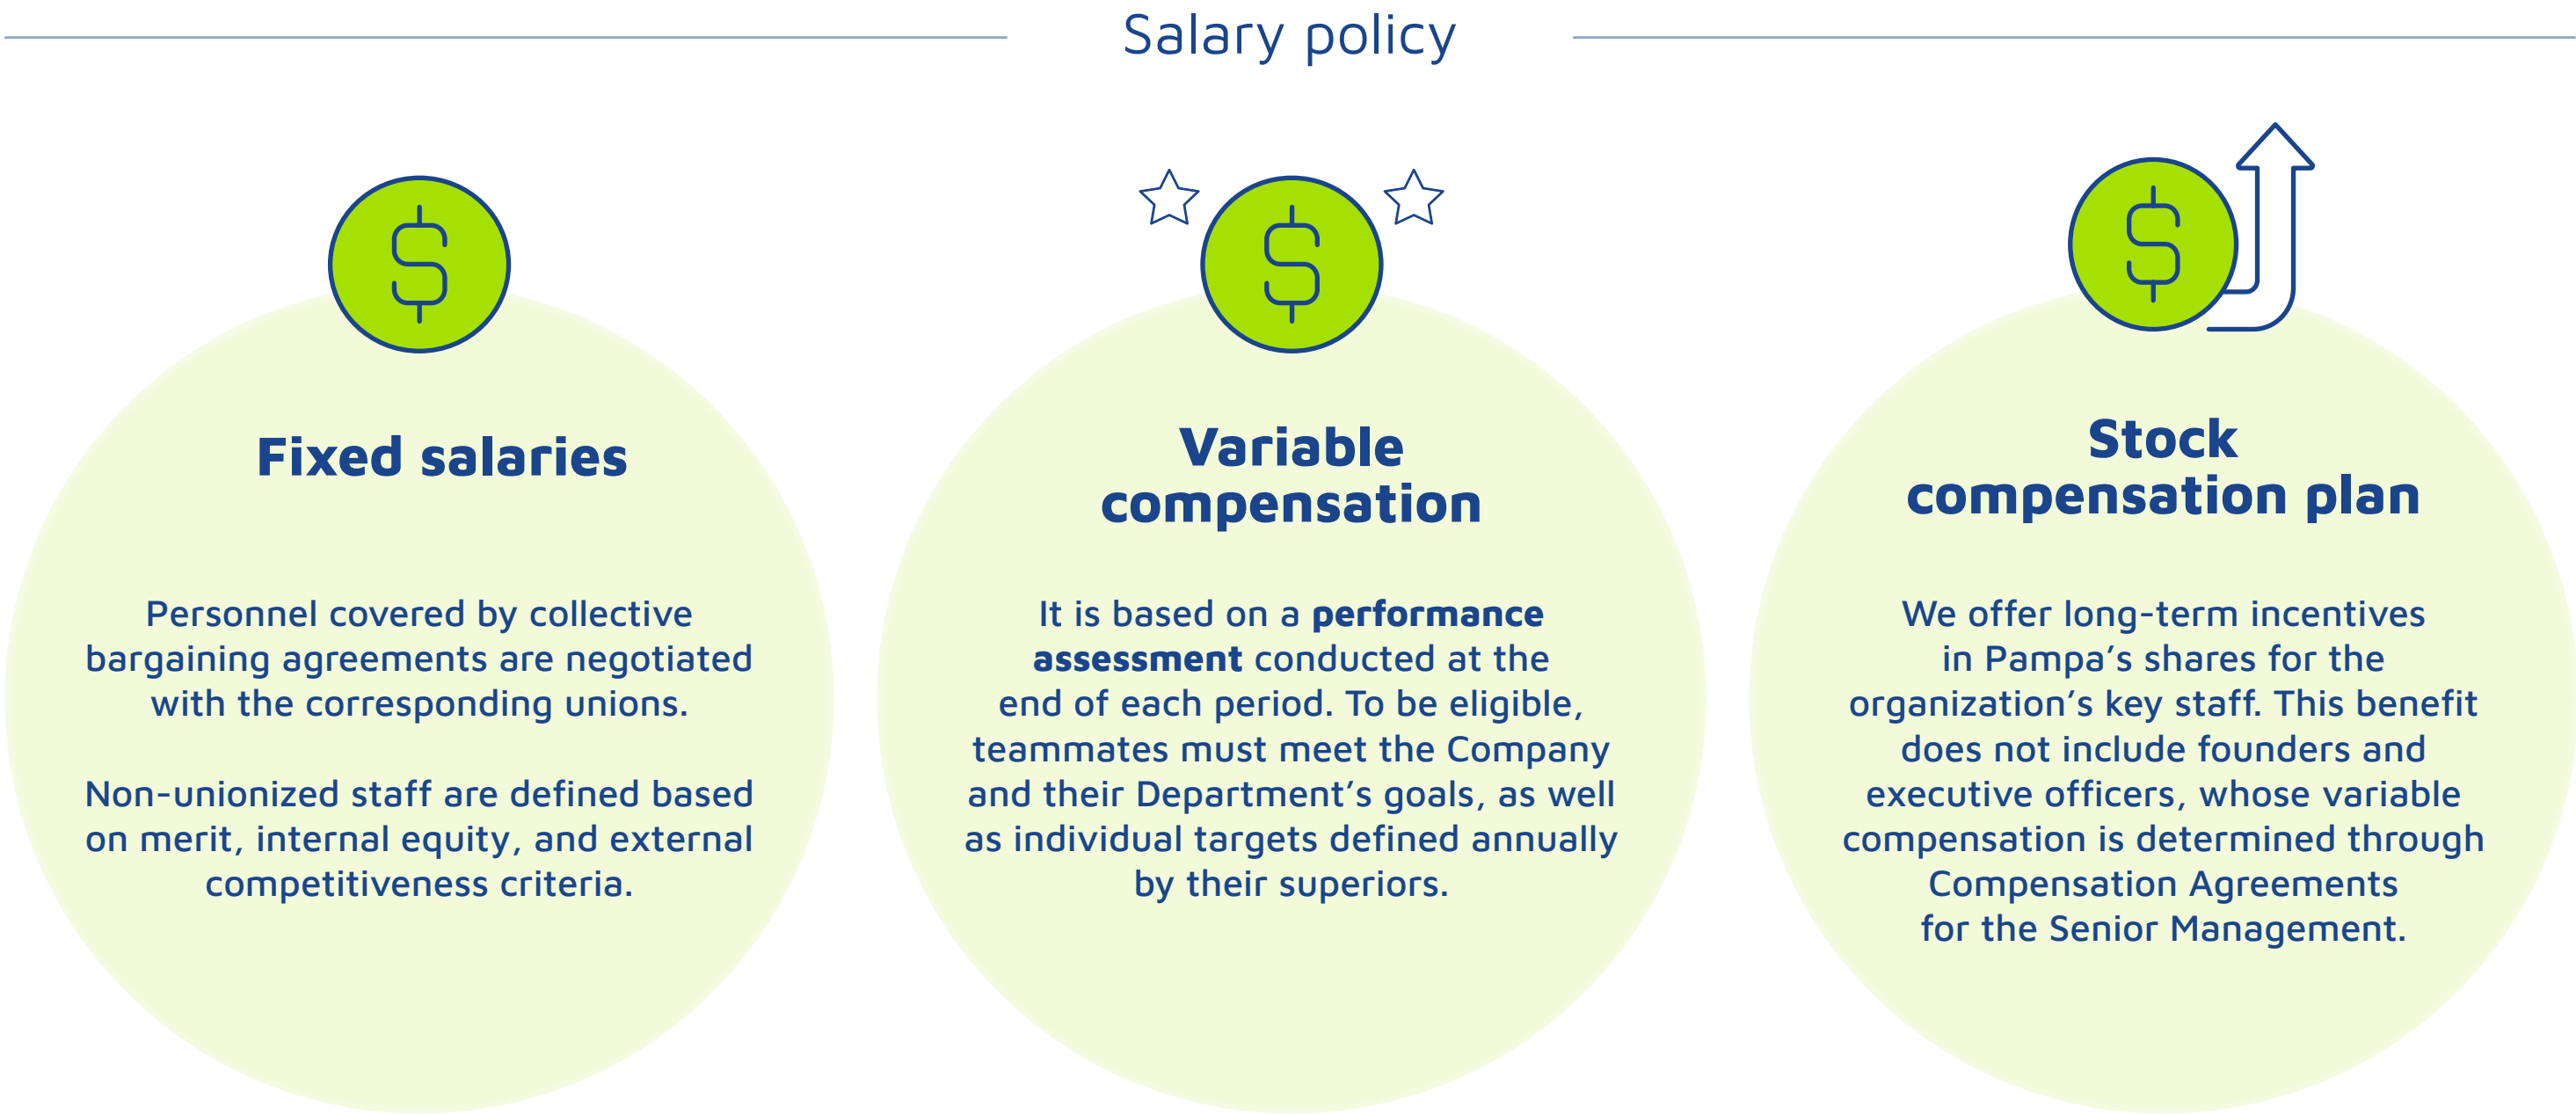 Salary policy
Fixed salaries
Personnel covered by collective
bargaining agreements are negotiated
with the corresponding unions.
Non-unionized staff are defined based
on merit, internal equity, and external
competitiveness criteria.
Variable
compensation
It is based on a performance
assessment conducted at the
end of each period. To be eligible,
teammates must meet the Company
and their Department’s goals, as well
as individual targets defined annually
by their superiors.
Stock
compensation plan
We offer long-term incentives
in Pampa’s shares for the
organization’s key staff. This benefit
does not include founders and
executive officers, whose variable
compensation is determined through
Compensation Agreements
for the Senior Management.